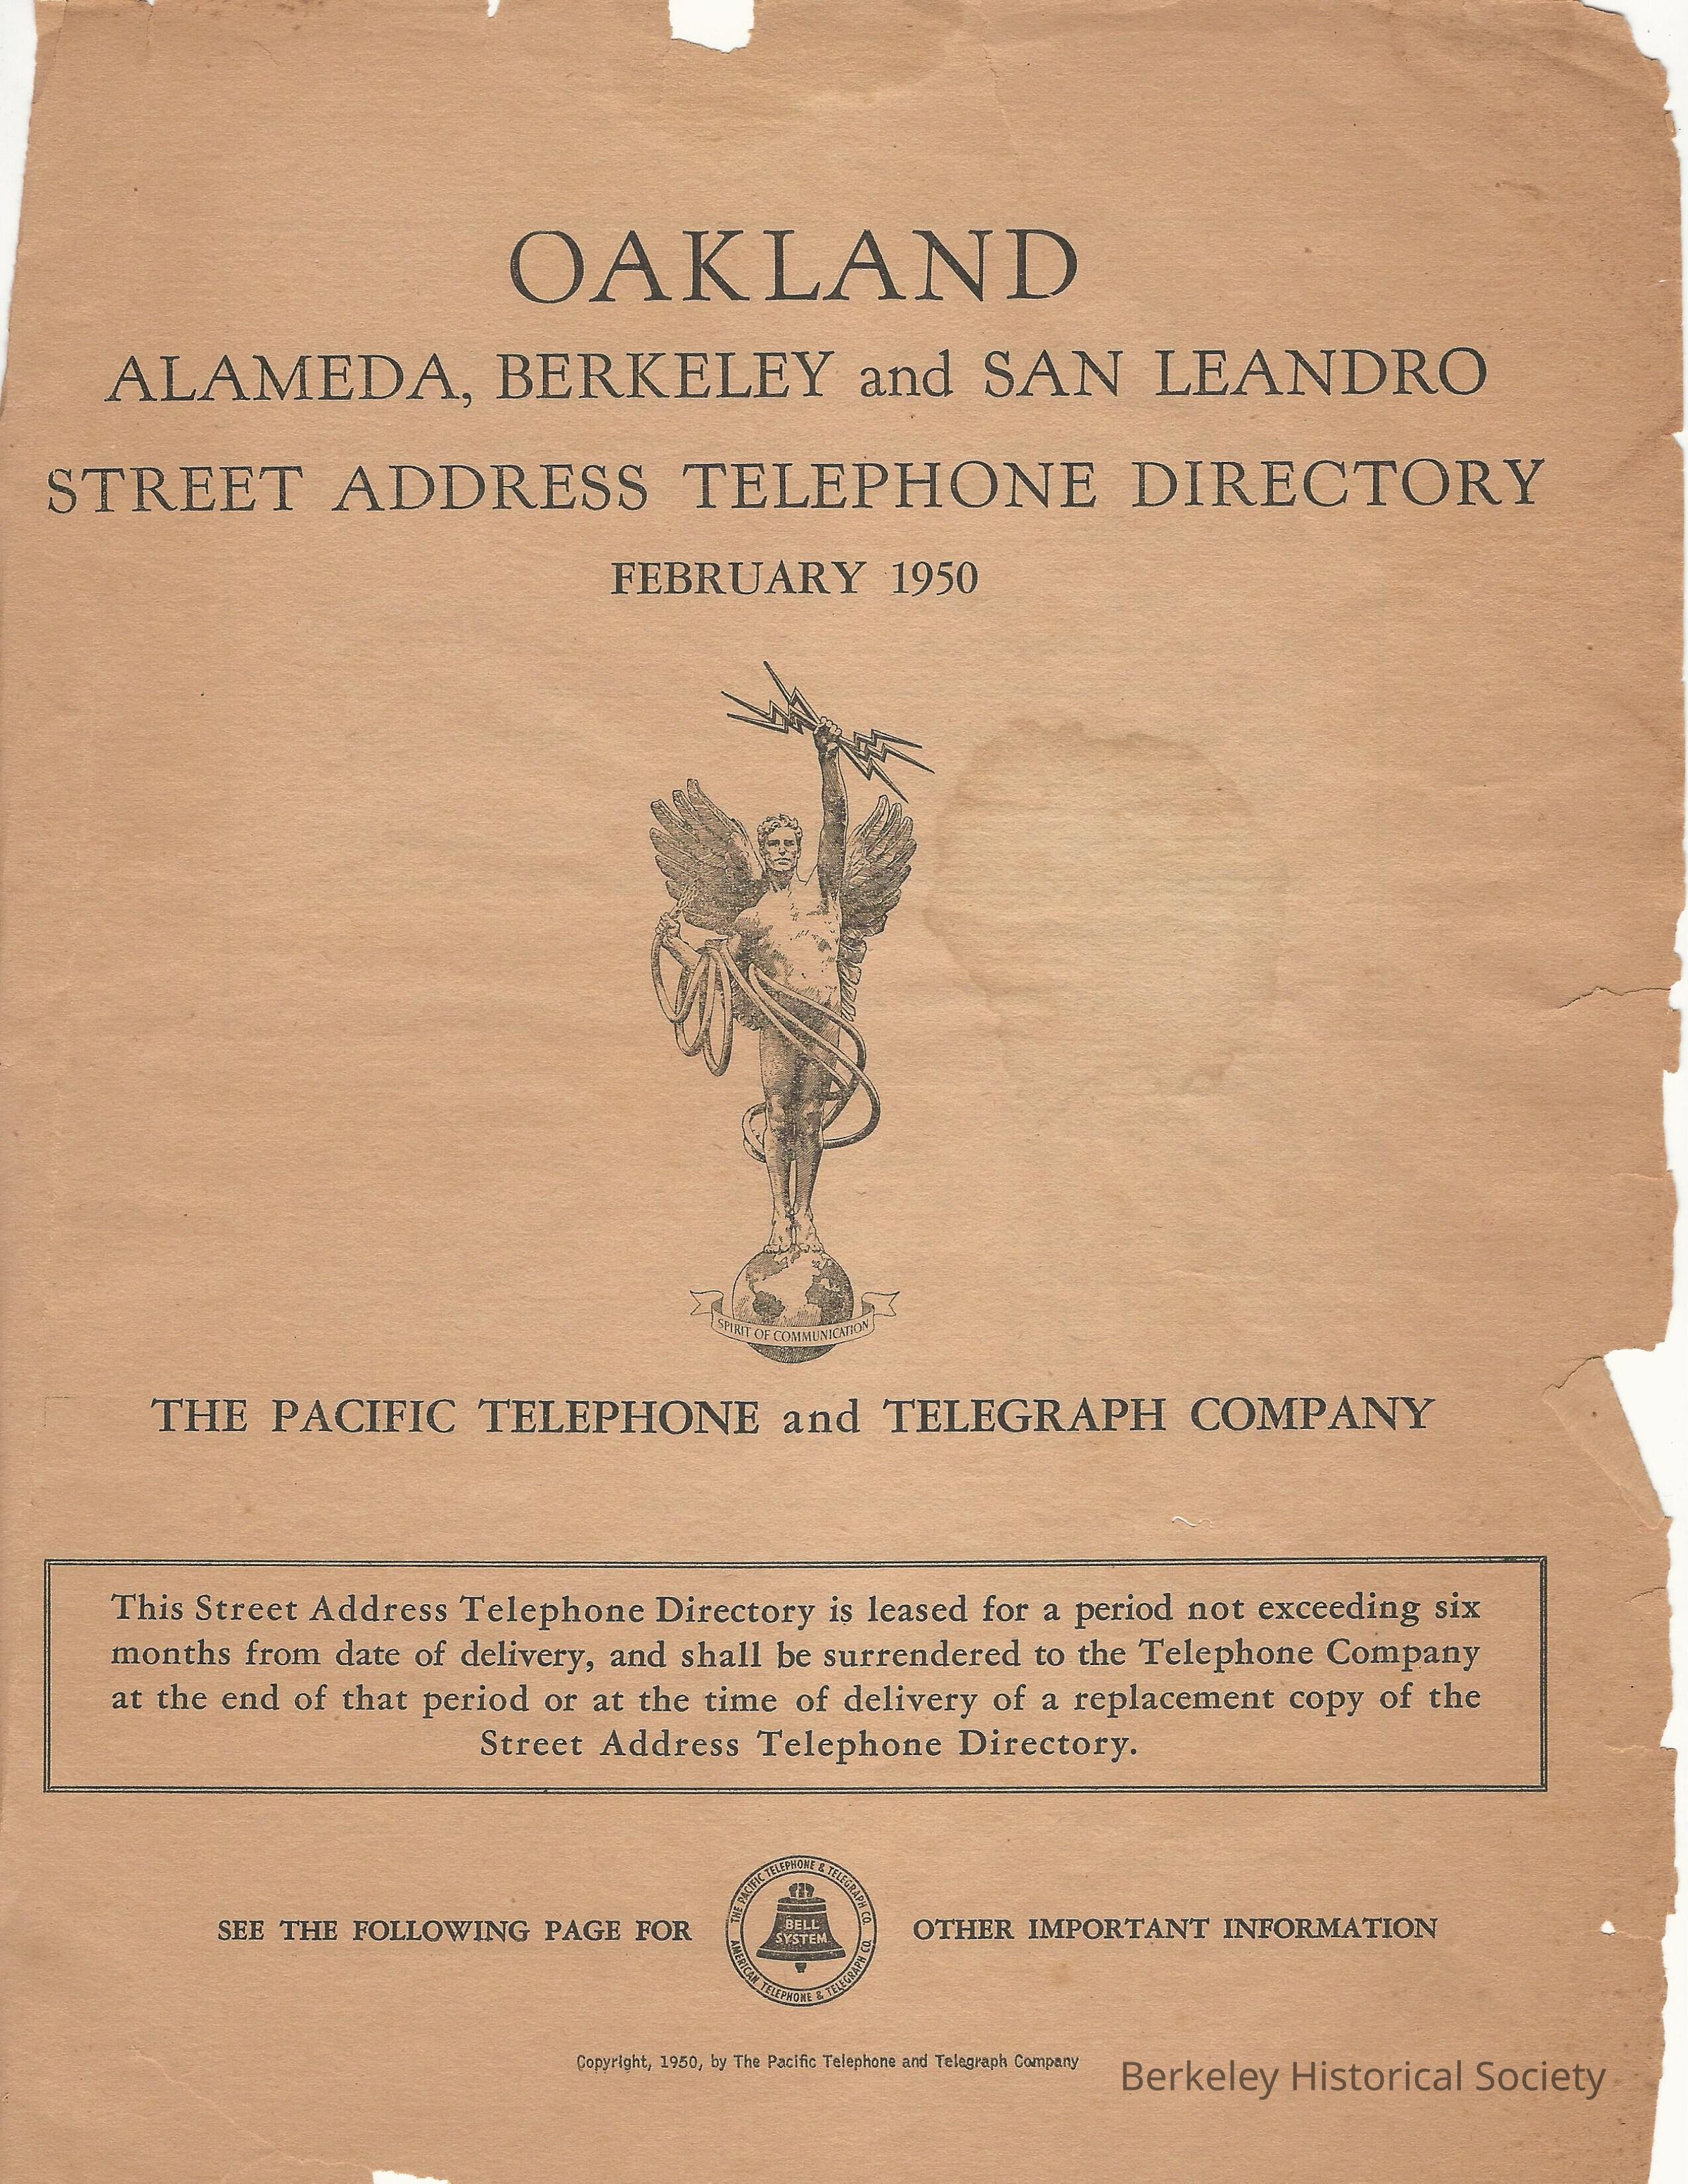 OAKLAND
ALAMEDA, BERKELEY and SAN LEANDRO
STREET ADDRESS TELEPHONE DIRECTORY
FEBRUARY 1950
SPIRIT OF COMMUNICATION
THE PACIFIC TELEPHONE and TELEGRAPH COMPANY
This Street Address Telephone Directory is leased for a period not exceeding six
months from date of delivery, and shall be surrendered to the Telephone Company
at the end of that period or at the time of delivery of a replacement copy of the
Street Address Telephone Directory.
SEE THE FOLLOWING PAGE FOR
THE PACIFIC TELEPHONE & TELEGRAPH CO.
BELL
SYSTEM
AMERICAN TELEPHONE & TELEGRAPH CO.
OTHER IMPORTANT INFORMATION
Copyright, 1950, by The Pacific Telephone and Telegraph Company
Berkeley Historical Society